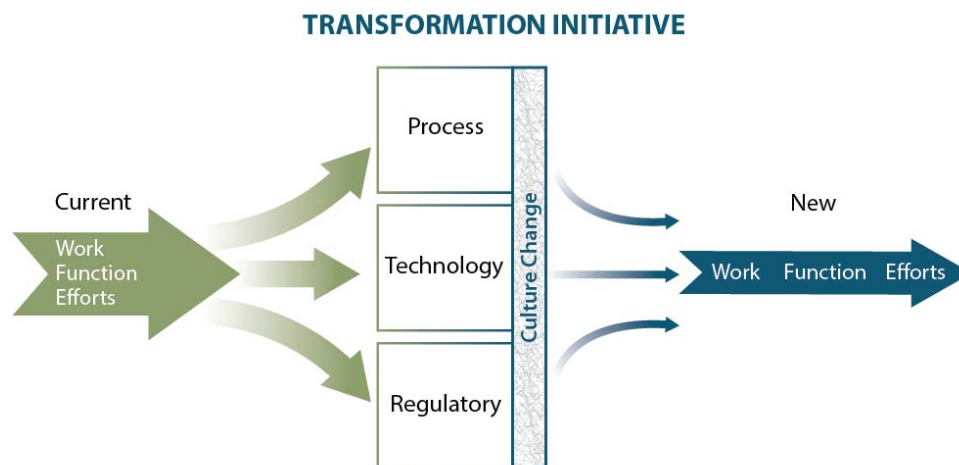 TRANSFORMATION INITIATIVE
Current
Work
Function
Efforts
Process
Technology
Regulatory
Culture Change
New
Work Function Efforts